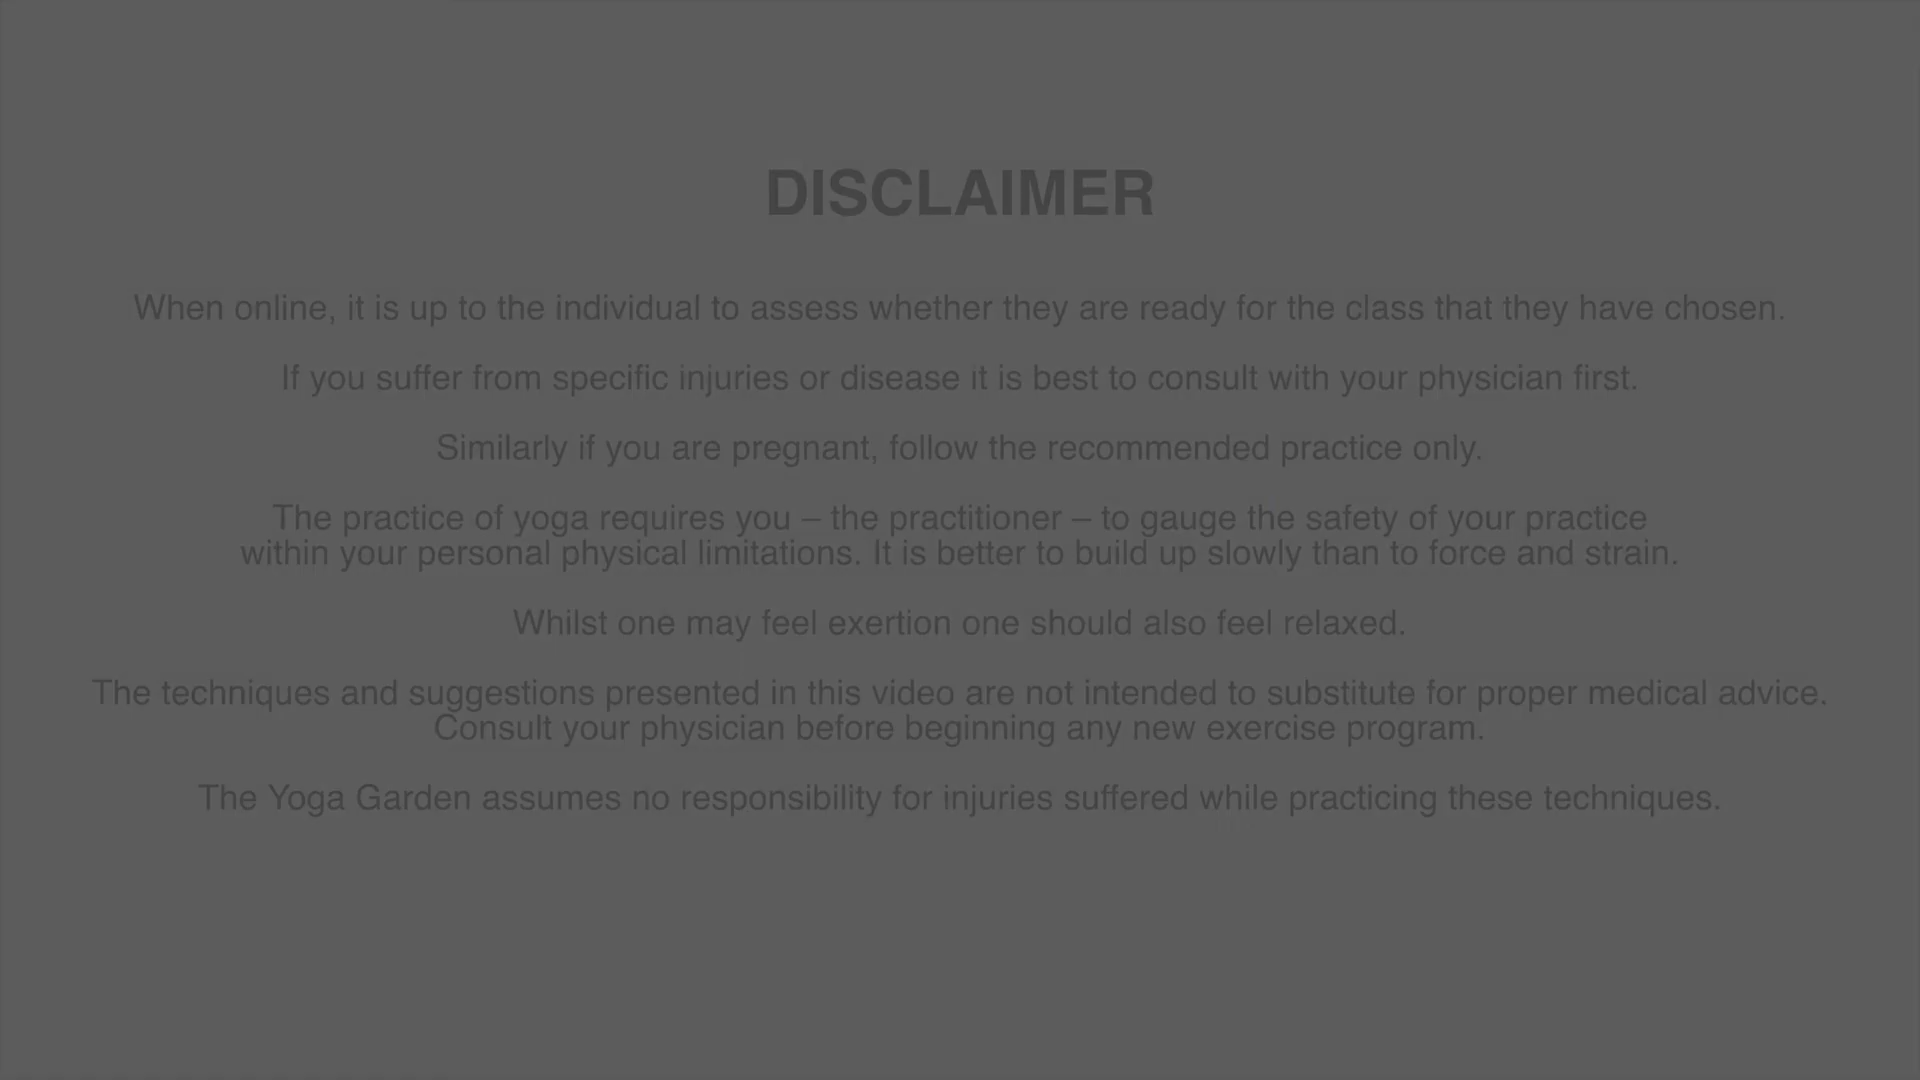 DISCLAIMER
When online, it is up to the individual to assess whether they are ready for the class that they have chosen.
If you suffer from specific injuries or disease it is best to consult with your physician first.
Similarly if you are pregnant, follow the recommended practice only.
The practice of yoga requires you – the practitioner – to gauge the safety of your practice
within your personal physical limitations. It is better to build up slowly than to force and strain.
Whilst one may feel exertion one should also feel relaxed.
The techniques and suggestions presented in this video are not intended to substitute for proper medical advice.
Consult your physician before beginning any new exercise program.
The Yoga Garden assumes no responsibility for injuries suffered while practicing these techniques.